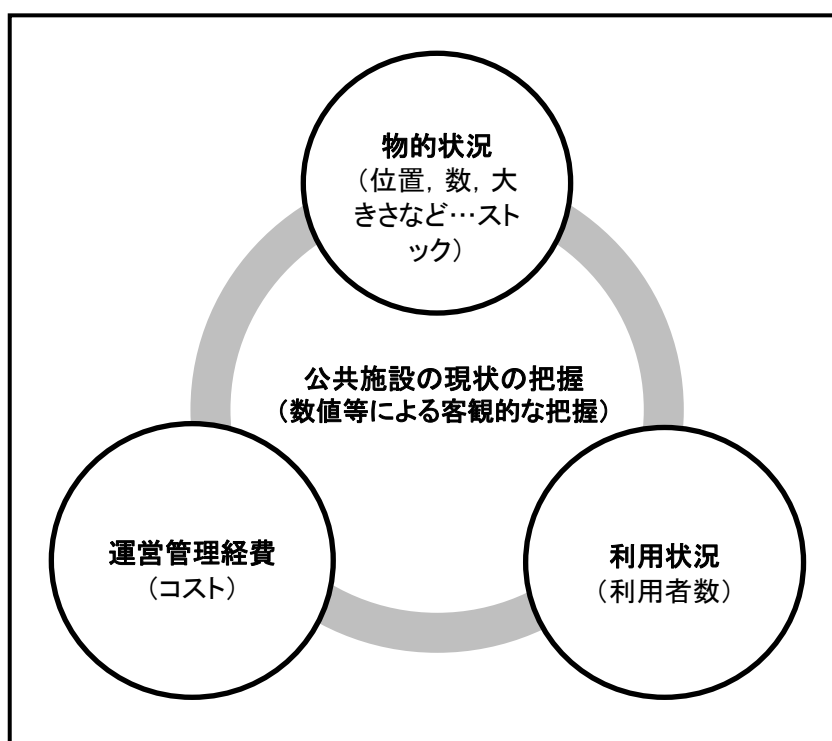 物的状況
（位置，数，大
きさなど…スト
ック）
公共施設の現状の把握
（数値等による客観的な把握）
運営管理経費
（コスト）
利用状況
（利用者数）